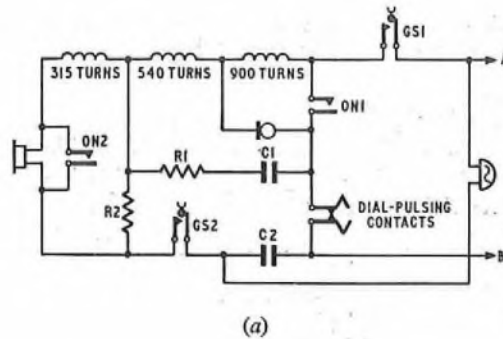 GS1
A
315 TURNS
540 TURNS
900 TURNS
ON1
ON2
R1
C1
R2
GS2
DIAL-PULSING
CONTACTS
C2
B
(a)